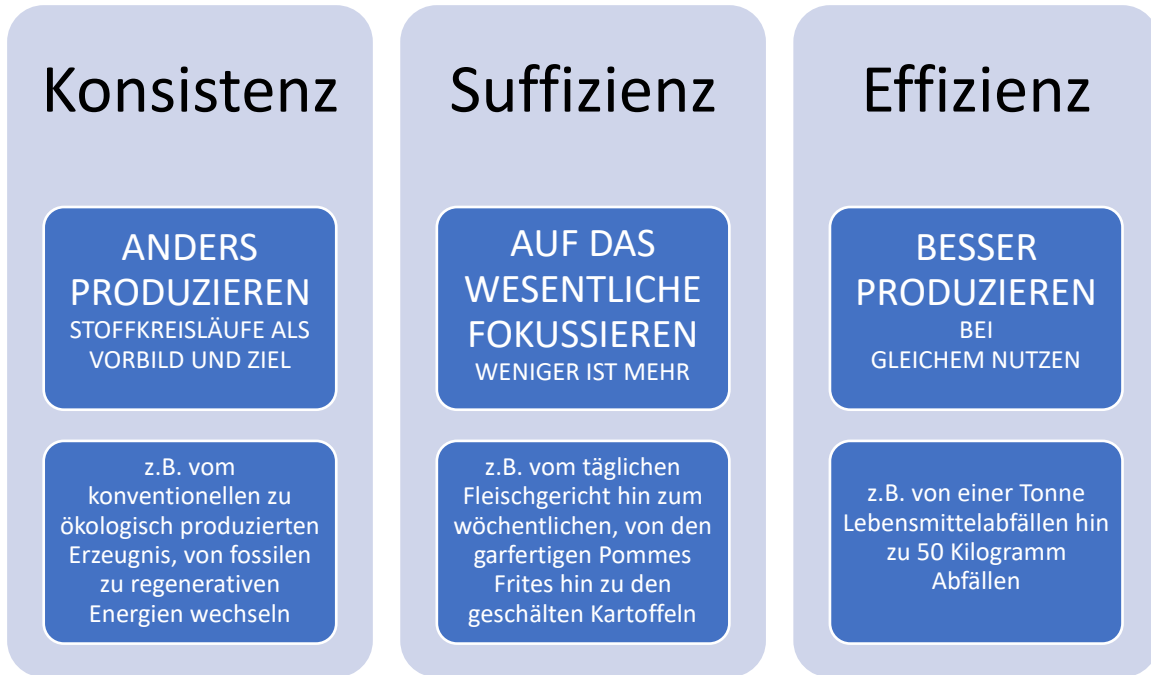 Konsistenz
ANDERS
PRODUZIEREN
STOFFKREISLÄUFE ALS
VORBILD UND ZIEL
z.B. vom
konventionellen zu
ökologisch produzierten
Erzeugnis, von fossilen
zu regenerativen
Energien wechseln
Suffizienz
AUF DAS
WESENTLICHE
FOKUSSIEREN
WENIGER IST MEHR
z.B. vom täglichen
Fleischgericht hin zum
wöchentlichen, von den
garfertigen Pommes
Frites hin zu den
geschälten Kartoffeln
Effizienz
BESSER
PRODUZIEREN
BEI
GLEICHEM NUTZEN
z.B. von einer Tonne
Lebensmittelabfällen hin
zu 50 Kilogramm
Abfällen